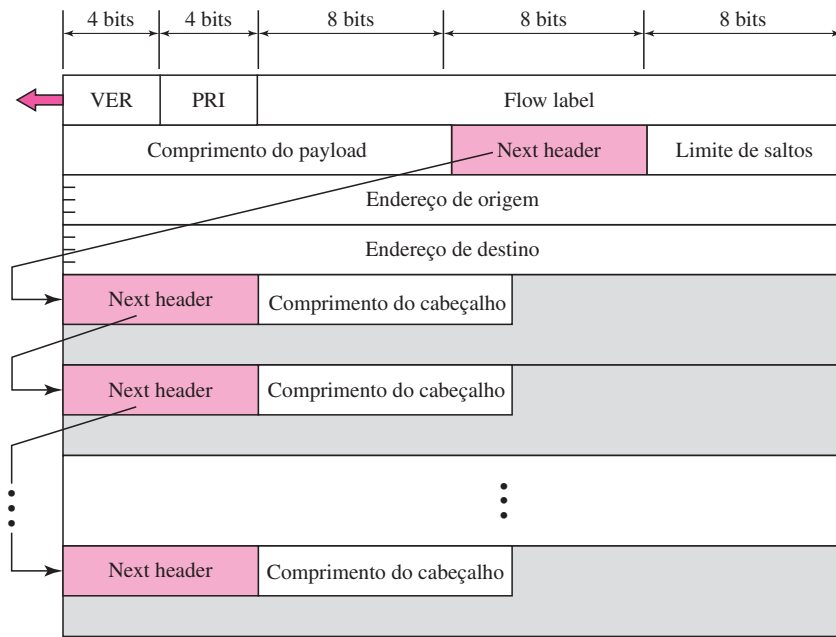 4 bits 4 bits 8 bits 8 bits 8 bits
VER PRI Flow label
Comprimento do payload Next header Limite de saltos
Endereço de origem
Endereço de destino
Next header Comprimento do cabeçalho
Next header Comprimento do cabeçalho
Next header Comprimento do cabeçalho